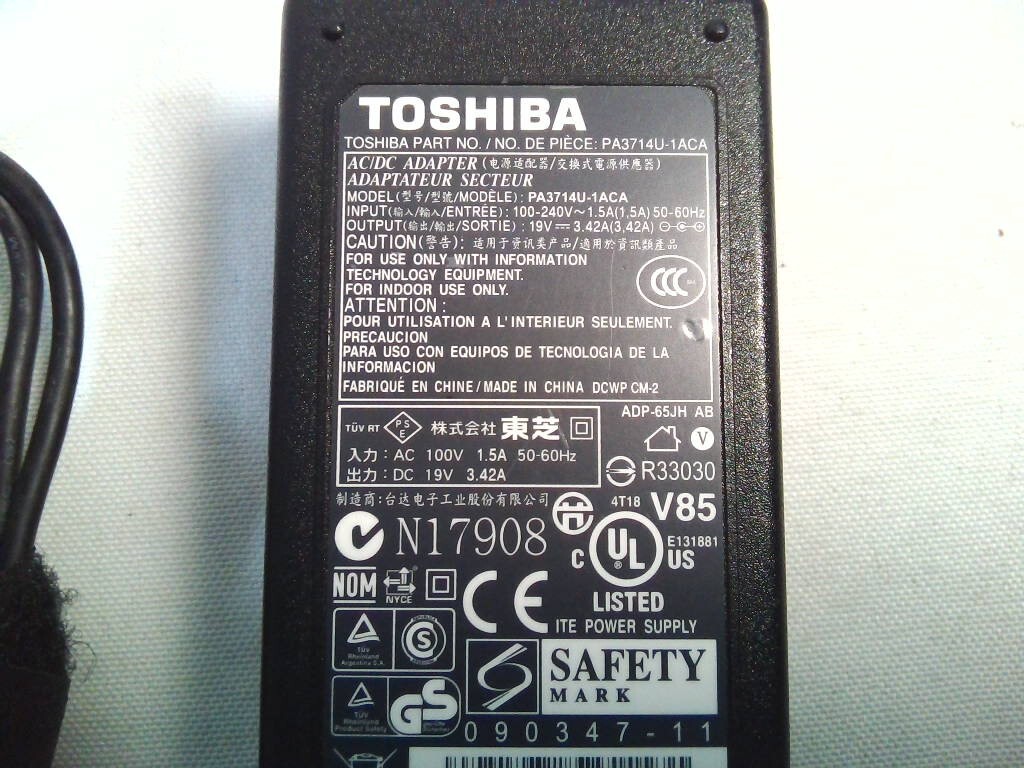 TOSHIBA
TOSHIBA PART NO. / NO. DE PIÈCE: PA3714U-1ACA
AC/DC ADAPTER (电源适配器/交換式電源供應器)
ADAPTATEUR SECTEUR
MODEL(型号/型號/MODÈLE) : PA3714U-1ACA
INPUT(输入/輸入/ENTRÉE) : 100-240V~1.5A(1,5A) 50-60Hz
OUTPUT(输出/輸出/SORTIE) : 19V⎓3.42A(3,42A)
CAUTION(警告): 适用于资讯类产品/適用於資訊類產品
FOR USE ONLY WITH INFORMATION
TECHNOLOGY EQUIPMENT.
FOR INDOOR USE ONLY.
CCC
ATTENTION :
POUR UTILISATION A L'INTERIEUR SEULEMENT.
PRECAUCION
PARA USO CON EQUIPOS DE TECNOLOGIA DE LA
INFORMACION
FABRIQUÉ EN CHINE / MADE IN CHINA DCWP CM-2
ADP-65JH AB
TÜV RT PSE 株式会社 東芝
V
入力 : AC 100V 1.5A 50-60Hz
出力 : DC 19V 3.42A
R33030
制造商:台达电子工业股份有限公司
4T18 V85
N17908
C UL® US
E131881
NOM NYCE
CE
LISTED
ITE POWER SUPPLY
TÜV
Rheinland
Argentina S.A.
S
SAFETY
MARK
TÜV
Rheinland
Product Safety
GS
090347-11